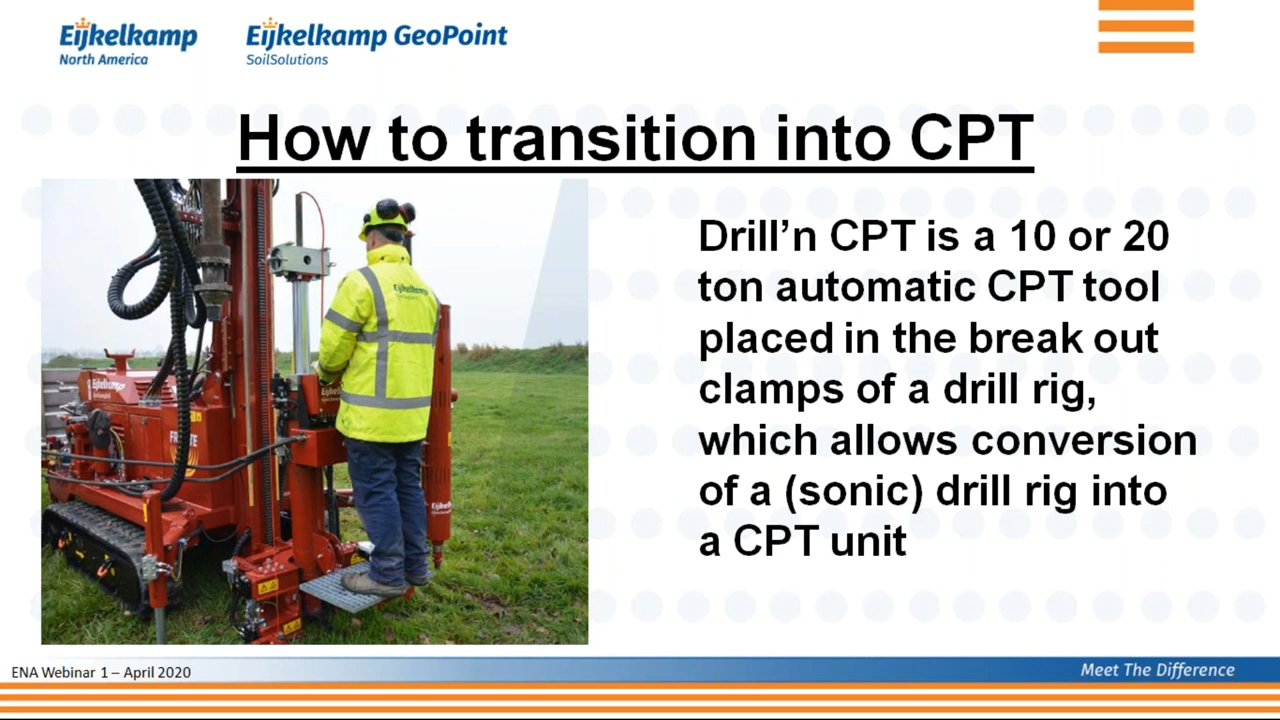 Eijkelkamp
North America
Eijkelkamp GeoPoint
SoilSolutions
How to transition into CPT
Drill’n CPT is a 10 or 20
ton automatic CPT tool
placed in the break out
clamps of a drill rig,
which allows conversion
of a (sonic) drill rig into
a CPT unit
Eijkelkamp
Eijkelkamp
ENA Webinar 1 – April 2020
Meet The Difference